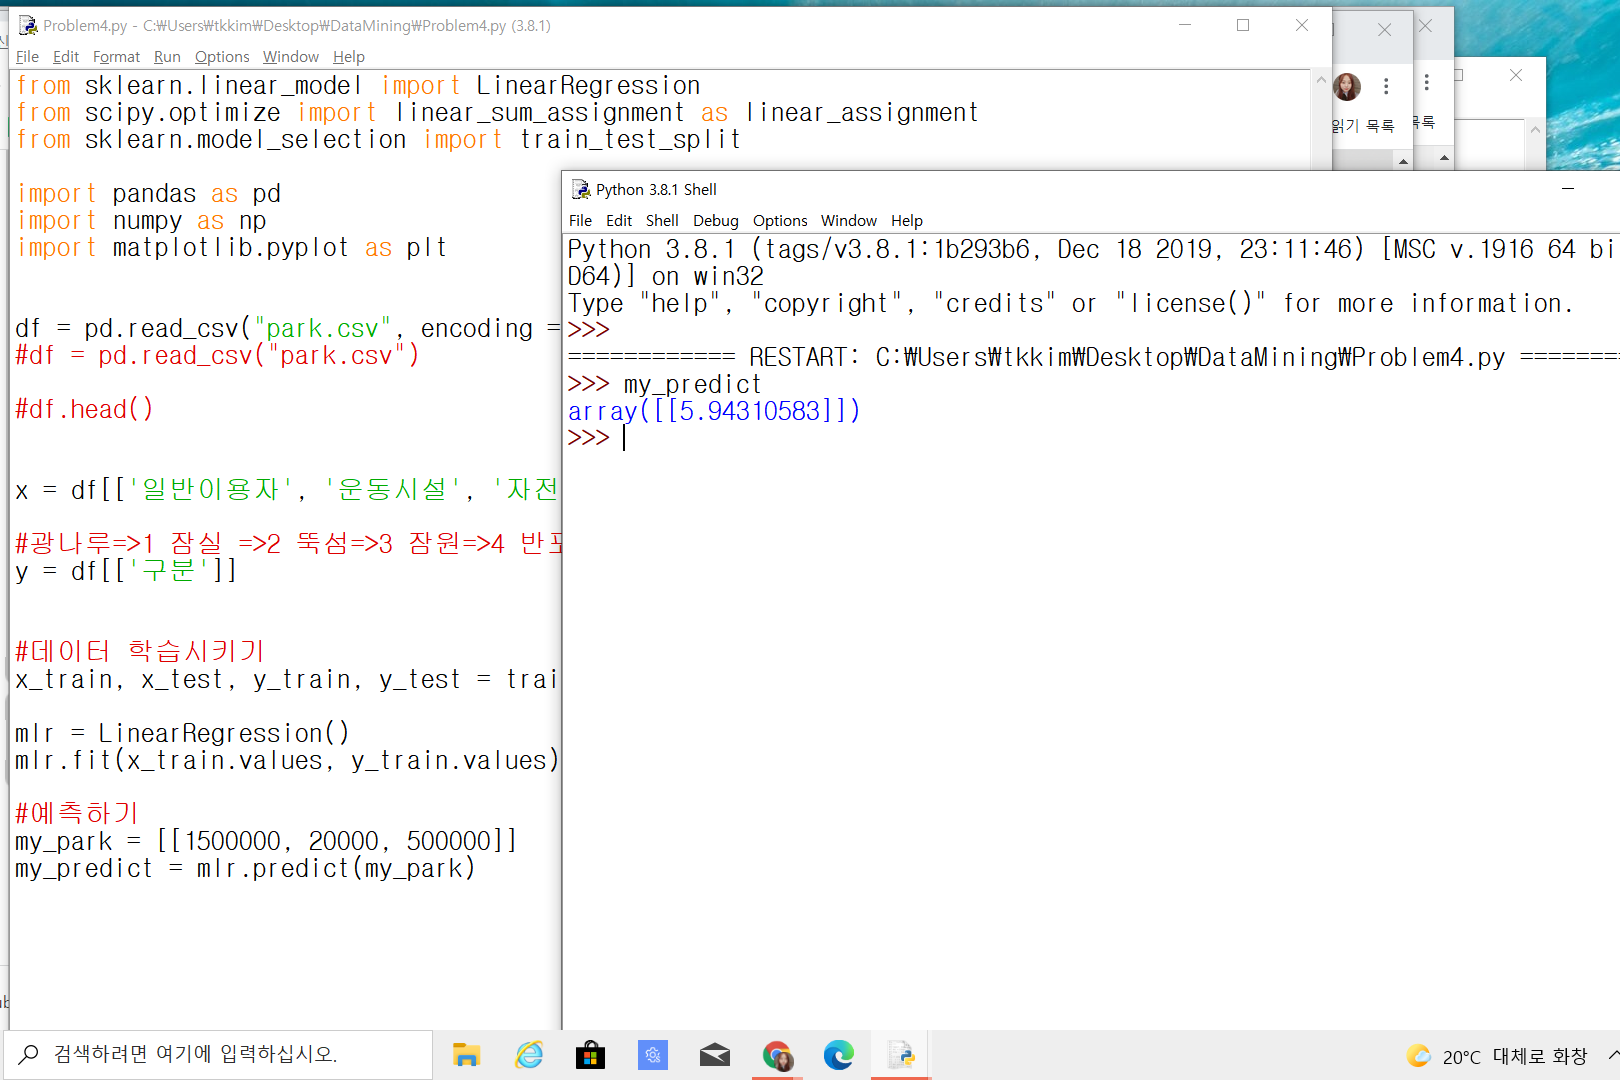 Problem4.py - C:₩Users₩tkkim₩Desktop₩DataMining₩Problem4.py (3.8.1)
File Edit Format Run Options Window Help
from sklearn.linear_model import LinearRegression
from scipy.optimize import linear_sum_assignment as linear_assignment
from sklearn.model_selection import train_test_split
import pandas as pd
import numpy as np
import matplotlib.pyplot as plt
df = pd.read_csv("park.csv", encoding =
#df = pd.read_csv("park.csv")
#df.head()
x = df[['일반이용자', '운동시설', '자전
#광나루=>1 잠실 =>2 뚝섬=>3 잠원=>4 반포
y = df[['구분']]
#데이터 학습시키기
x_train, x_test, y_train, y_test = trai
mlr = LinearRegression()
mlr.fit(x_train.values, y_train.values)
#예측하기
my_park = [[1500000, 20000, 500000]]
my_predict = mlr.predict(my_park)
읽기 목록
목록
Python 3.8.1 Shell
File Edit Shell Debug Options Window Help
Python 3.8.1 (tags/v3.8.1:1b293b6, Dec 18 2019, 23:11:46) [MSC v.1916 64 bi
D64)] on win32
Type "help", "copyright", "credits" or "license()" for more information.
>>>
============ RESTART: C:₩Users₩tkkim₩Desktop₩DataMining₩Problem4.py ========
>>> my_predict
array([[5.94310583]])
>>>
검색하려면 여기에 입력하십시오.
20°C 대체로 화창